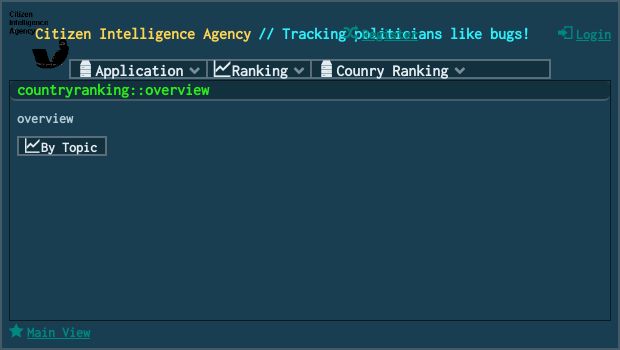 Citizen
Intelligence
Agency
Citizen Intelligence Agency // Tracking politicians like bugs!
Register
Login
Application
Ranking
Counry Ranking
countryranking::overview
overview
By Topic
Main View